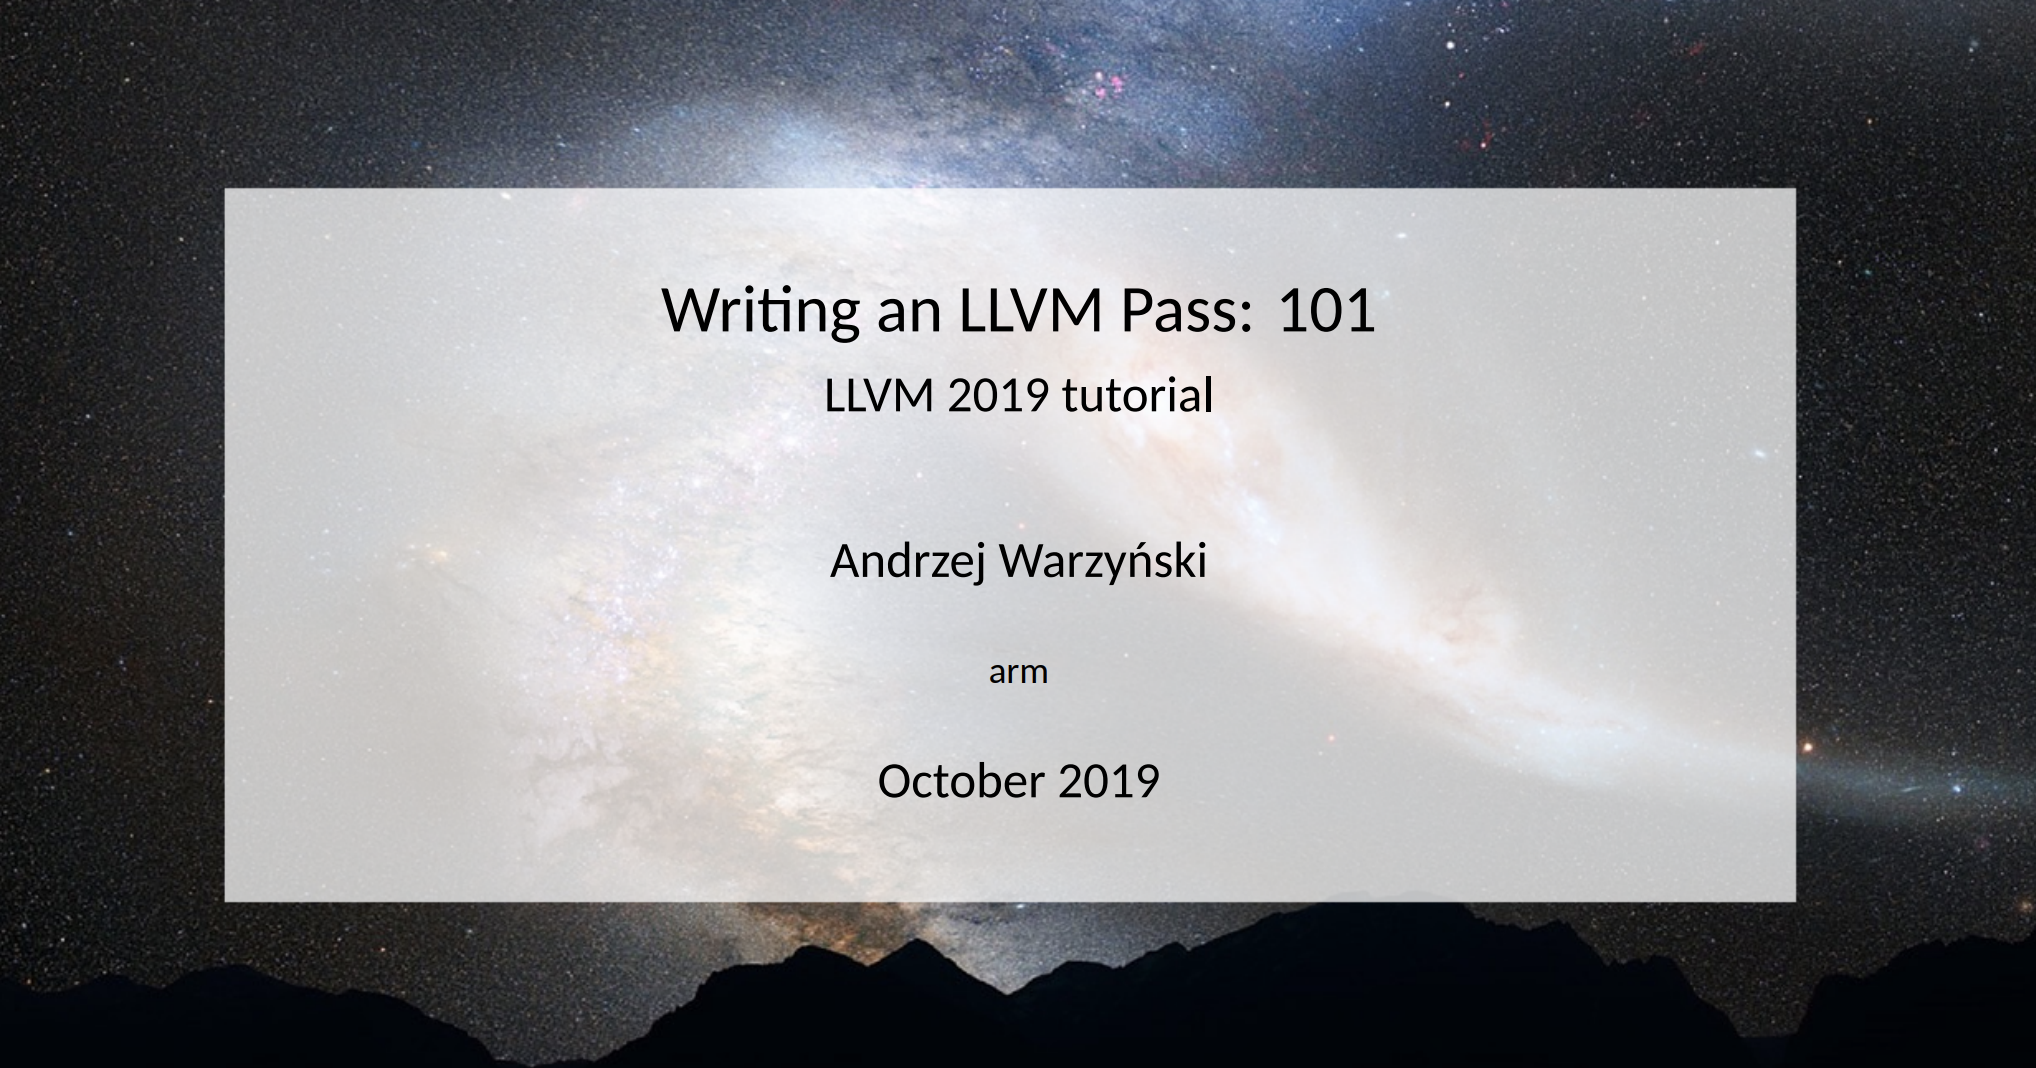 Writing an LLVM Pass: 101
LLVM 2019 tutorial
Andrzej Warzyński
arm
October 2019